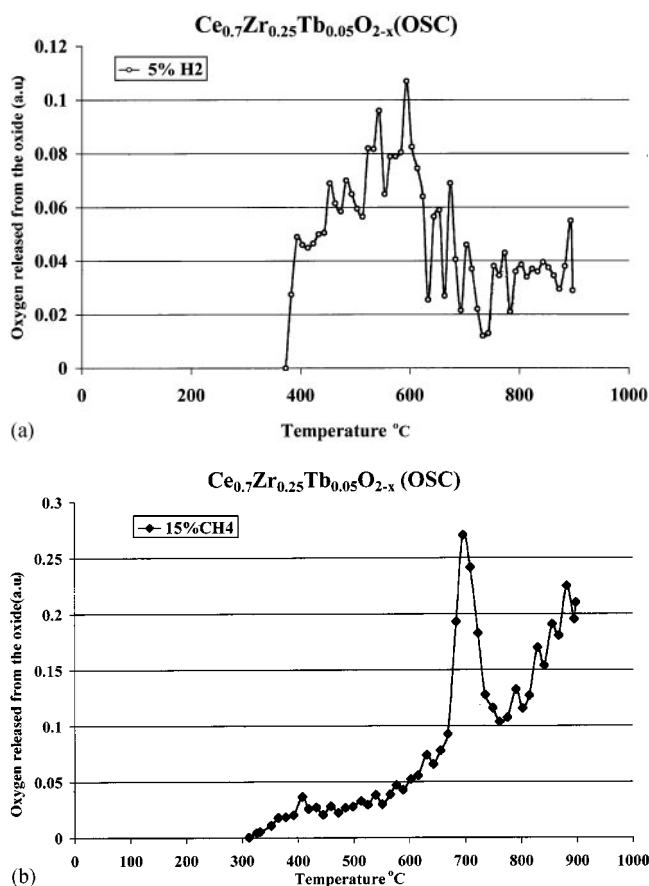 Ce0.7Zr0.25Tb0.05O2-x(OSC)
5% H2
Oxygen released from the oxide (a.u)
0.12
0.1
0.08
0.06
0.04
0.02
0
0 200 400 600 800 1000
Temperature °C
(a)
Ce0.7Zr0.25Tb0.05O2-x (OSC)
15%CH4
Oxygen released from the oxide(a.u)
0.3
0.25
0.2
0.15
0.1
0.05
0
0 100 200 300 400 500 600 700 800 900 1000
Temperature °C
(b)